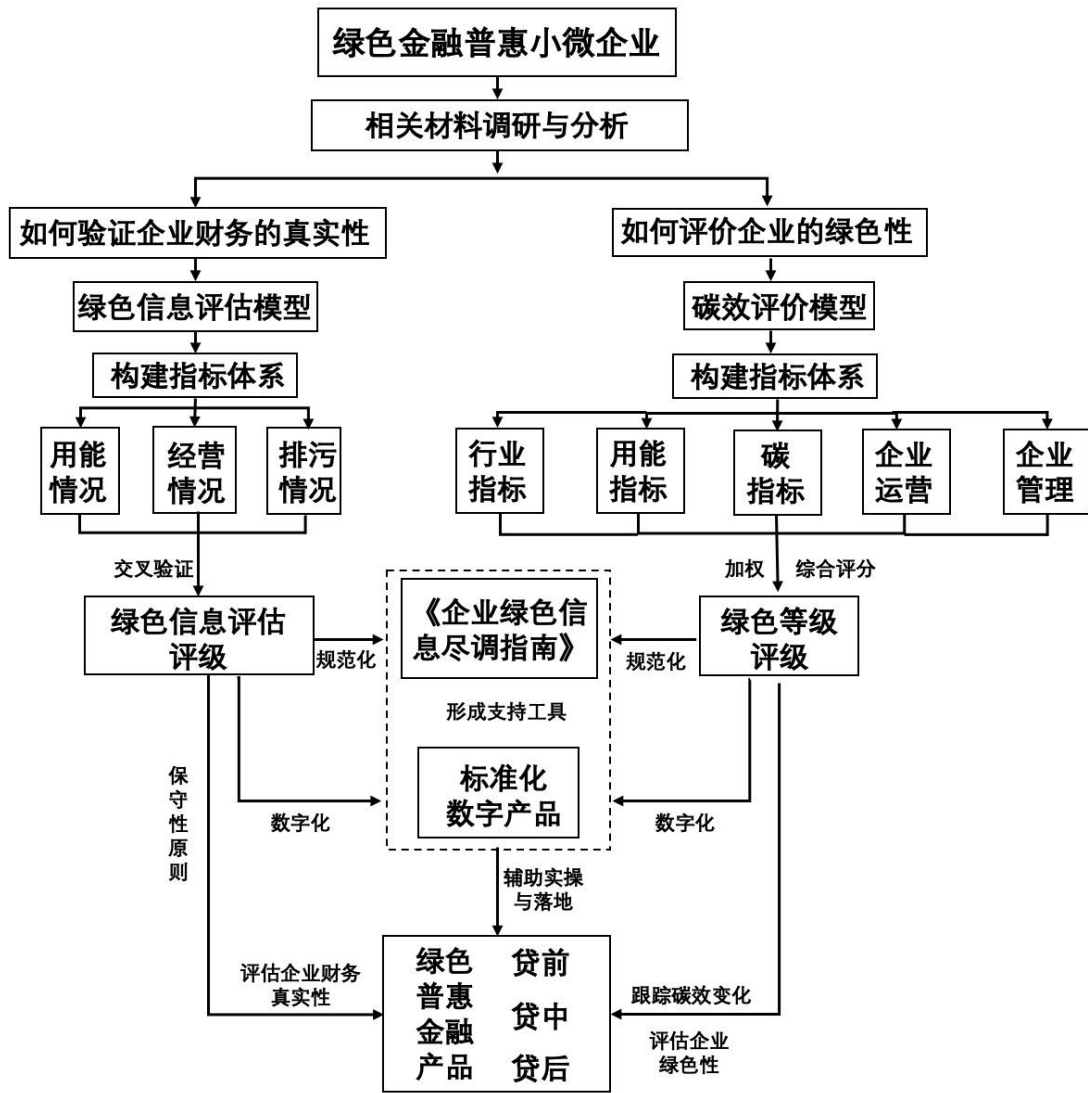 绿色金融普惠小微企业
相关材料调研与分析
如何验证企业财务的真实性
如何评价企业的绿色性
绿色信息评估模型
碳效评价模型
构建指标体系
构建指标体系
用能
情况
经营
情况
排污
情况
行业
指标
用能
指标
碳
指标
企业
运营
企业
管理
交叉验证
加权
综合评分
绿色信息评估
评级
《企业绿色信
息尽调指南》
绿色等级
评级
规范化
规范化
形成支持工具
标准化
数字产品
保守性原则
数字化
数字化
辅助实操
与落地
评估企业财务
真实性
绿色
普惠
金融
产品
贷前
贷中
贷后
跟踪碳效变化
评估企业
绿色性